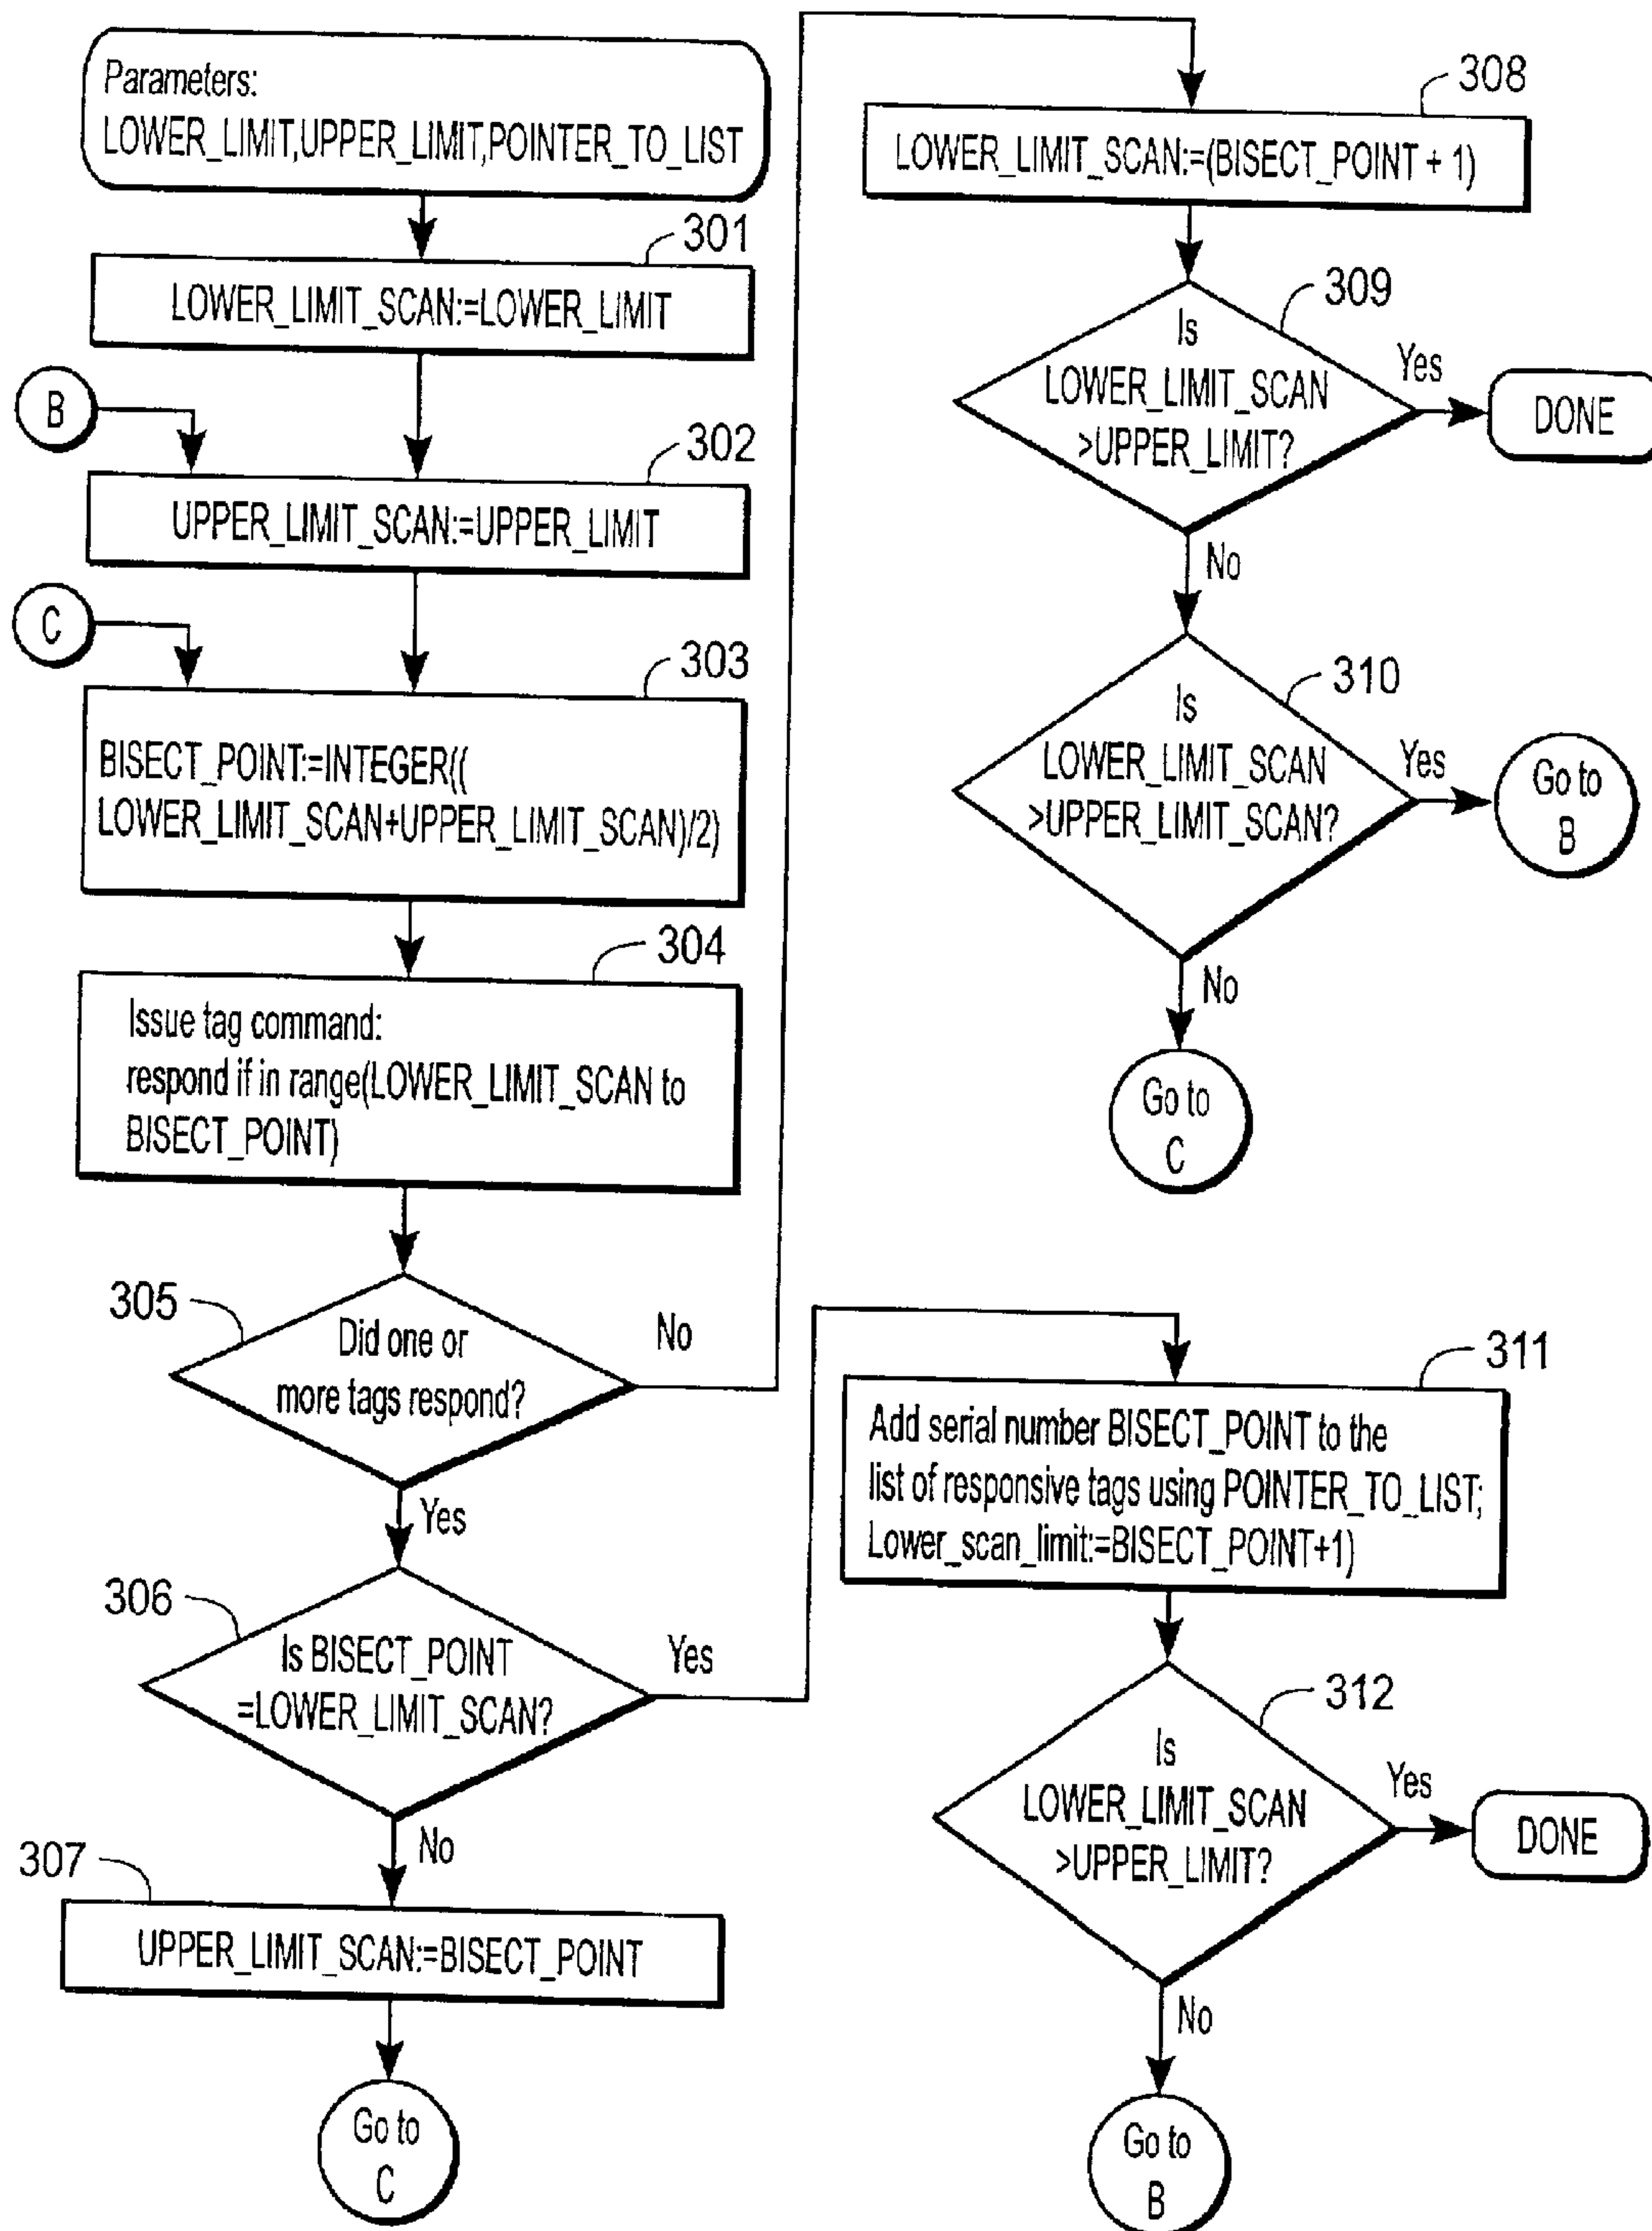 Parameters:
LOWER_LIMIT,UPPER_LIMIT,POINTER_TO_LIST
301
LOWER_LIMIT_SCAN:=LOWER_LIMIT
B
302
UPPER_LIMIT_SCAN:=UPPER_LIMIT
C
303
BISECT_POINT:=INTEGER((
LOWER_LIMIT_SCAN+UPPER_LIMIT_SCAN)/2)
304
Issue tag command:
respond if in range(LOWER_LIMIT_SCAN to
BISECT_POINT)
305
Did one or
more tags respond?
No
Yes
306
Is BISECT_POINT
=LOWER_LIMIT_SCAN?
Yes
No
307
UPPER_LIMIT_SCAN:=BISECT_POINT
Go to
C
308
LOWER_LIMIT_SCAN:=(BISECT_POINT + 1)
309
Is
LOWER_LIMIT_SCAN
>UPPER_LIMIT?
Yes
DONE
No
310
Is
LOWER_LIMIT_SCAN
>UPPER_LIMIT_SCAN?
Yes
Go to
B
No
Go to
C
311
Add serial number BISECT_POINT to the
list of responsive tags using POINTER_TO_LIST;
Lower_scan_limit:=BISECT_POINT+1)
312
Is
LOWER_LIMIT_SCAN
>UPPER_LIMIT?
Yes
DONE
No
Go to
B